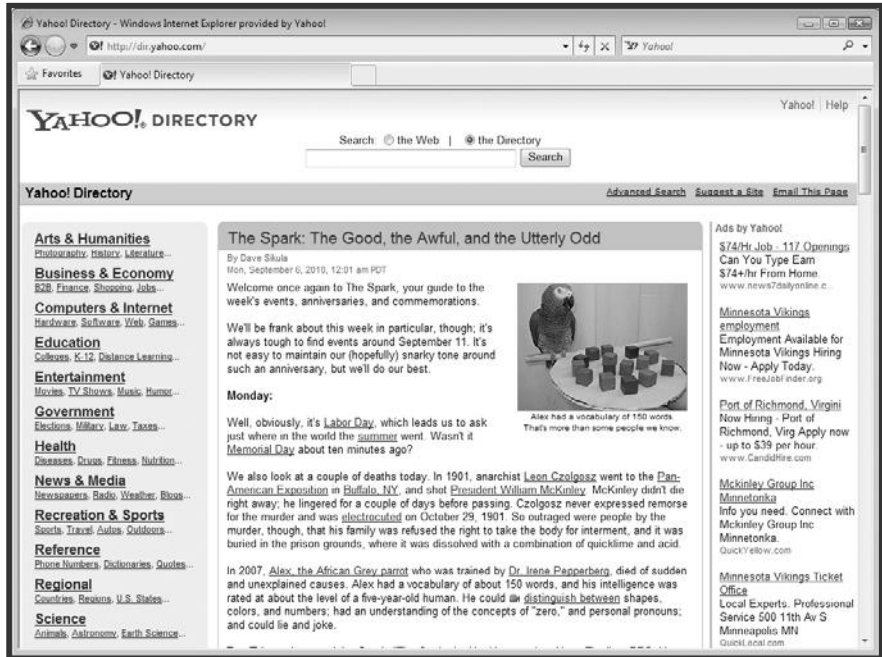 Yahoo! Directory - Windows Internet Explorer provided by Yahoo!
http://dir.yahoo.com/
Yahoo!
Favorites
Yahoo! Directory
Yahoo! | Help
YAHOO!® DIRECTORY
Search: the Web | the Directory
Search
Yahoo! Directory
Advanced Search Suggest a Site Email This Page
Arts & Humanities
Photography, History, Literature...
Business & Economy
B2B, Finance, Shopping, Jobs...
Computers & Internet
Hardware, Software, Web, Games...
Education
Colleges, K-12, Distance Learning...
Entertainment
Movies, TV Shows, Music, Humor...
Government
Elections, Military, Law, Taxes...
Health
Diseases, Drugs, Fitness, Nutrition...
News & Media
Newspapers, Radio, Weather, Blogs...
Recreation & Sports
Sports, Travel, Autos, Outdoors...
Reference
Phone Numbers, Dictionaries, Quotes...
Regional
Countries, Regions, U.S. States...
Science
Animals, Astronomy, Earth Science...
The Spark: The Good, the Awful, and the Utterly Odd
By Dave Sikula
Mon, September 6, 2010, 12:01 am PDT
Welcome once again to The Spark, your guide to the
week's events, anniversaries, and commemorations.
We'll be frank about this week in particular, though; it's
always tough to find events around September 11. It's
not easy to maintain our (hopefully) snarky tone around
such an anniversary, but we'll do our best.
Monday:
Well, obviously, it's Labor Day, which leads us to ask
just where in the world the summer went. Wasn't it
Memorial Day about ten minutes ago?
Alex had a vocabulary of 150 words.
That's more than some people we know.
We also look at a couple of deaths today. In 1901, anarchist Leon Czolgosz went to the Pan-
American Exposition in Buffalo, NY, and shot President William McKinley. McKinley didn't die
right away; he lingered for a couple of days before passing. Czolgosz never expressed remorse
for the murder and was electrocuted on October 29, 1901. So outraged were people by the
murder, though, that his family was refused the right to take the body for interment, and it was
buried in the prison grounds, where it was dissolved with a combination of quicklime and acid.
In 2007, Alex, the African Grey parrot who was trained by Dr. Irene Pepperberg, died of sudden
and unexplained causes. Alex had a vocabulary of about 150 words, and his intelligence was
rated at about the level of a five-year-old human. He could distinguish between shapes,
colors, and numbers; had an understanding of the concepts of "zero," and personal pronouns;
and could lie and joke.
Ads by Yahoo!
$74/Hr Job - 117 Openings
Can You Type Earn
$74+/hr From Home.
www.news7dailyonline.c...
Minnesota Vikings
employment
Employment Available for
Minnesota Vikings Hiring
Now - Apply Today.
www.FreeJobFinder.org
Port of Richmond, Virgini
Now Hiring - Port of
Richmond, Virg Apply now
- up to $39 per hour.
www.CandidHire.com
Mckinley Group Inc
Minnetonka
Info you need. Connect with
Mckinley Group Inc
Minnetonka.
QuickYellow.com
Minnesota Vikings Ticket
Office
Local Experts. Professional
Service 500 11th Av S
Minneapolis MN
QuickLocal.com